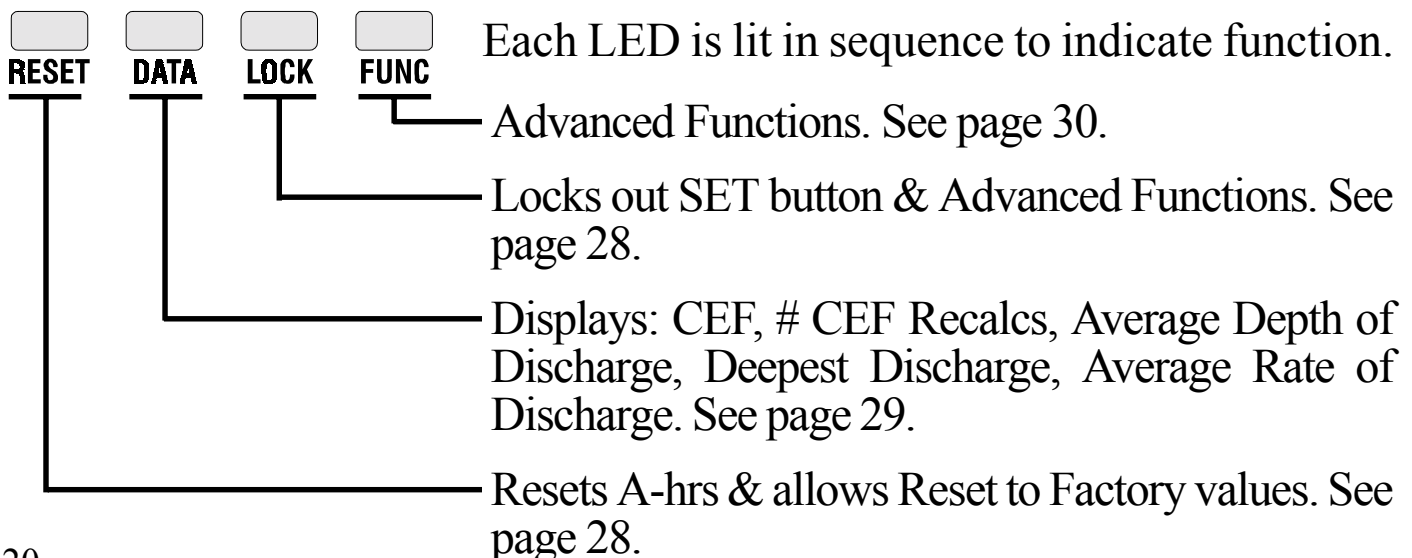 Each LED is lit in sequence to indicate function.
RESET DATA LOCK FUNC
Advanced Functions. See page 30.
Locks out SET button & Advanced Functions. See
page 28.
Displays: CEF, # CEF Recalcs, Average Depth of
Discharge, Deepest Discharge, Average Rate of
Discharge. See page 29.
Resets A-hrs & allows Reset to Factory values. See
page 28.